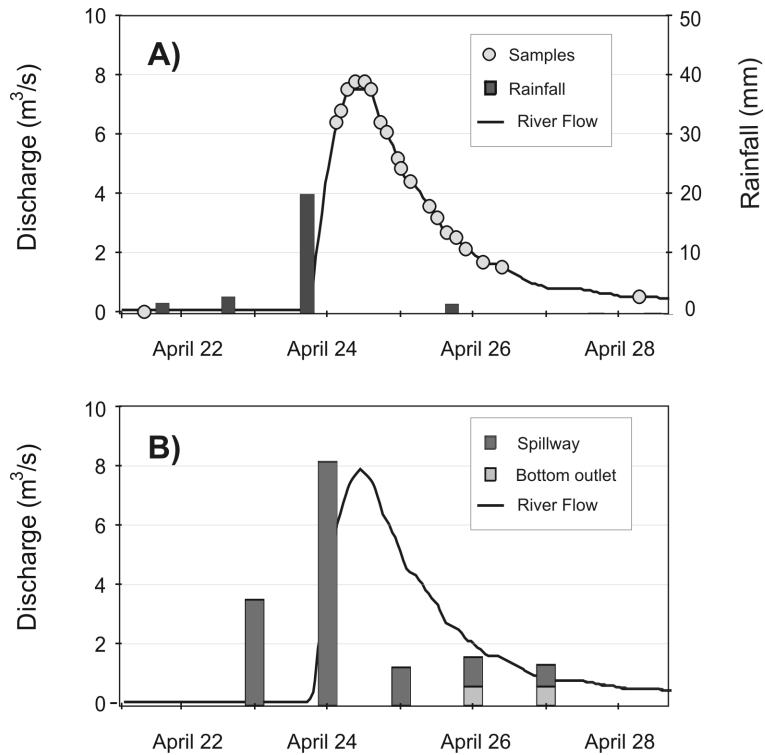 A)
Discharge (m³/s)
Rainfall (mm)
10
8
6
4
2
0
50
40
30
20
10
0
Samples
Rainfall
River Flow
April 22
April 24
April 26
April 28
B)
Discharge (m³/s)
10
8
6
4
2
0
Spillway
Bottom outlet
River Flow
April 22
April 24
April 26
April 28